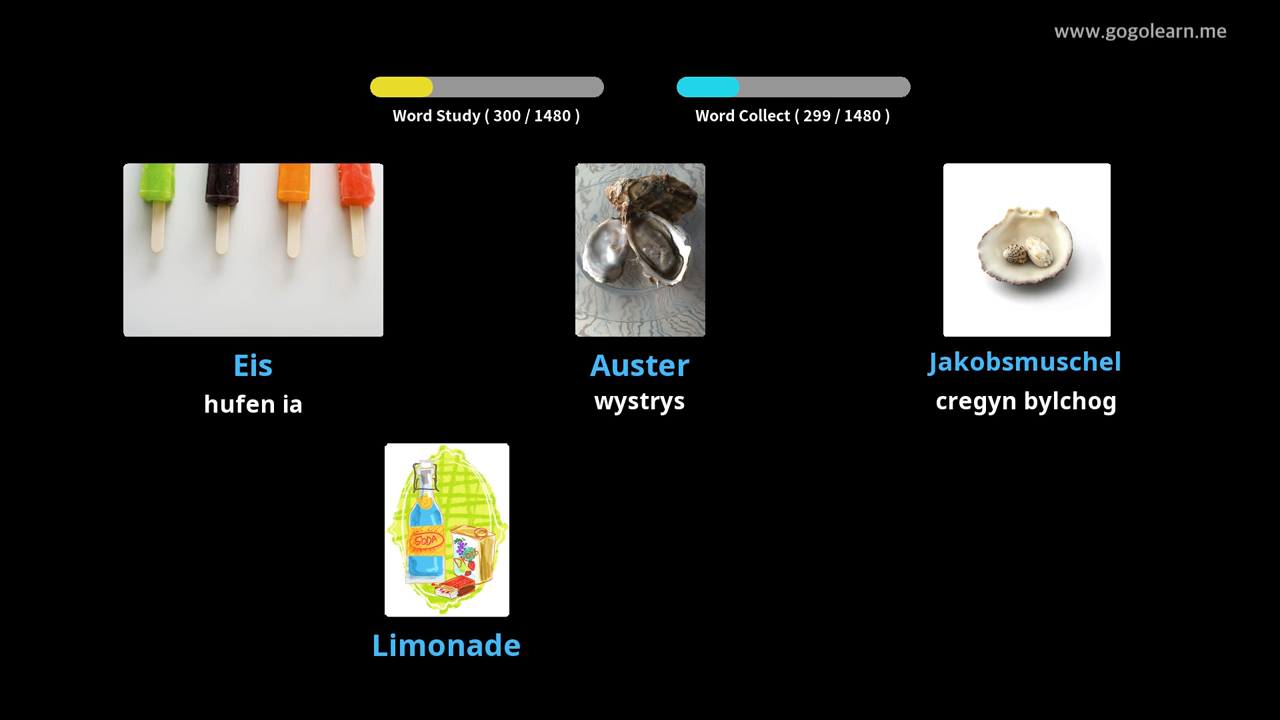 www.gogolearn.me
Word Study ( 300 / 1480 )
Word Collect ( 299 / 1480 )
Eis
hufen ia
Auster
wystrys
Jakobsmuschel
cregyn bylchog
SODA
Limonade